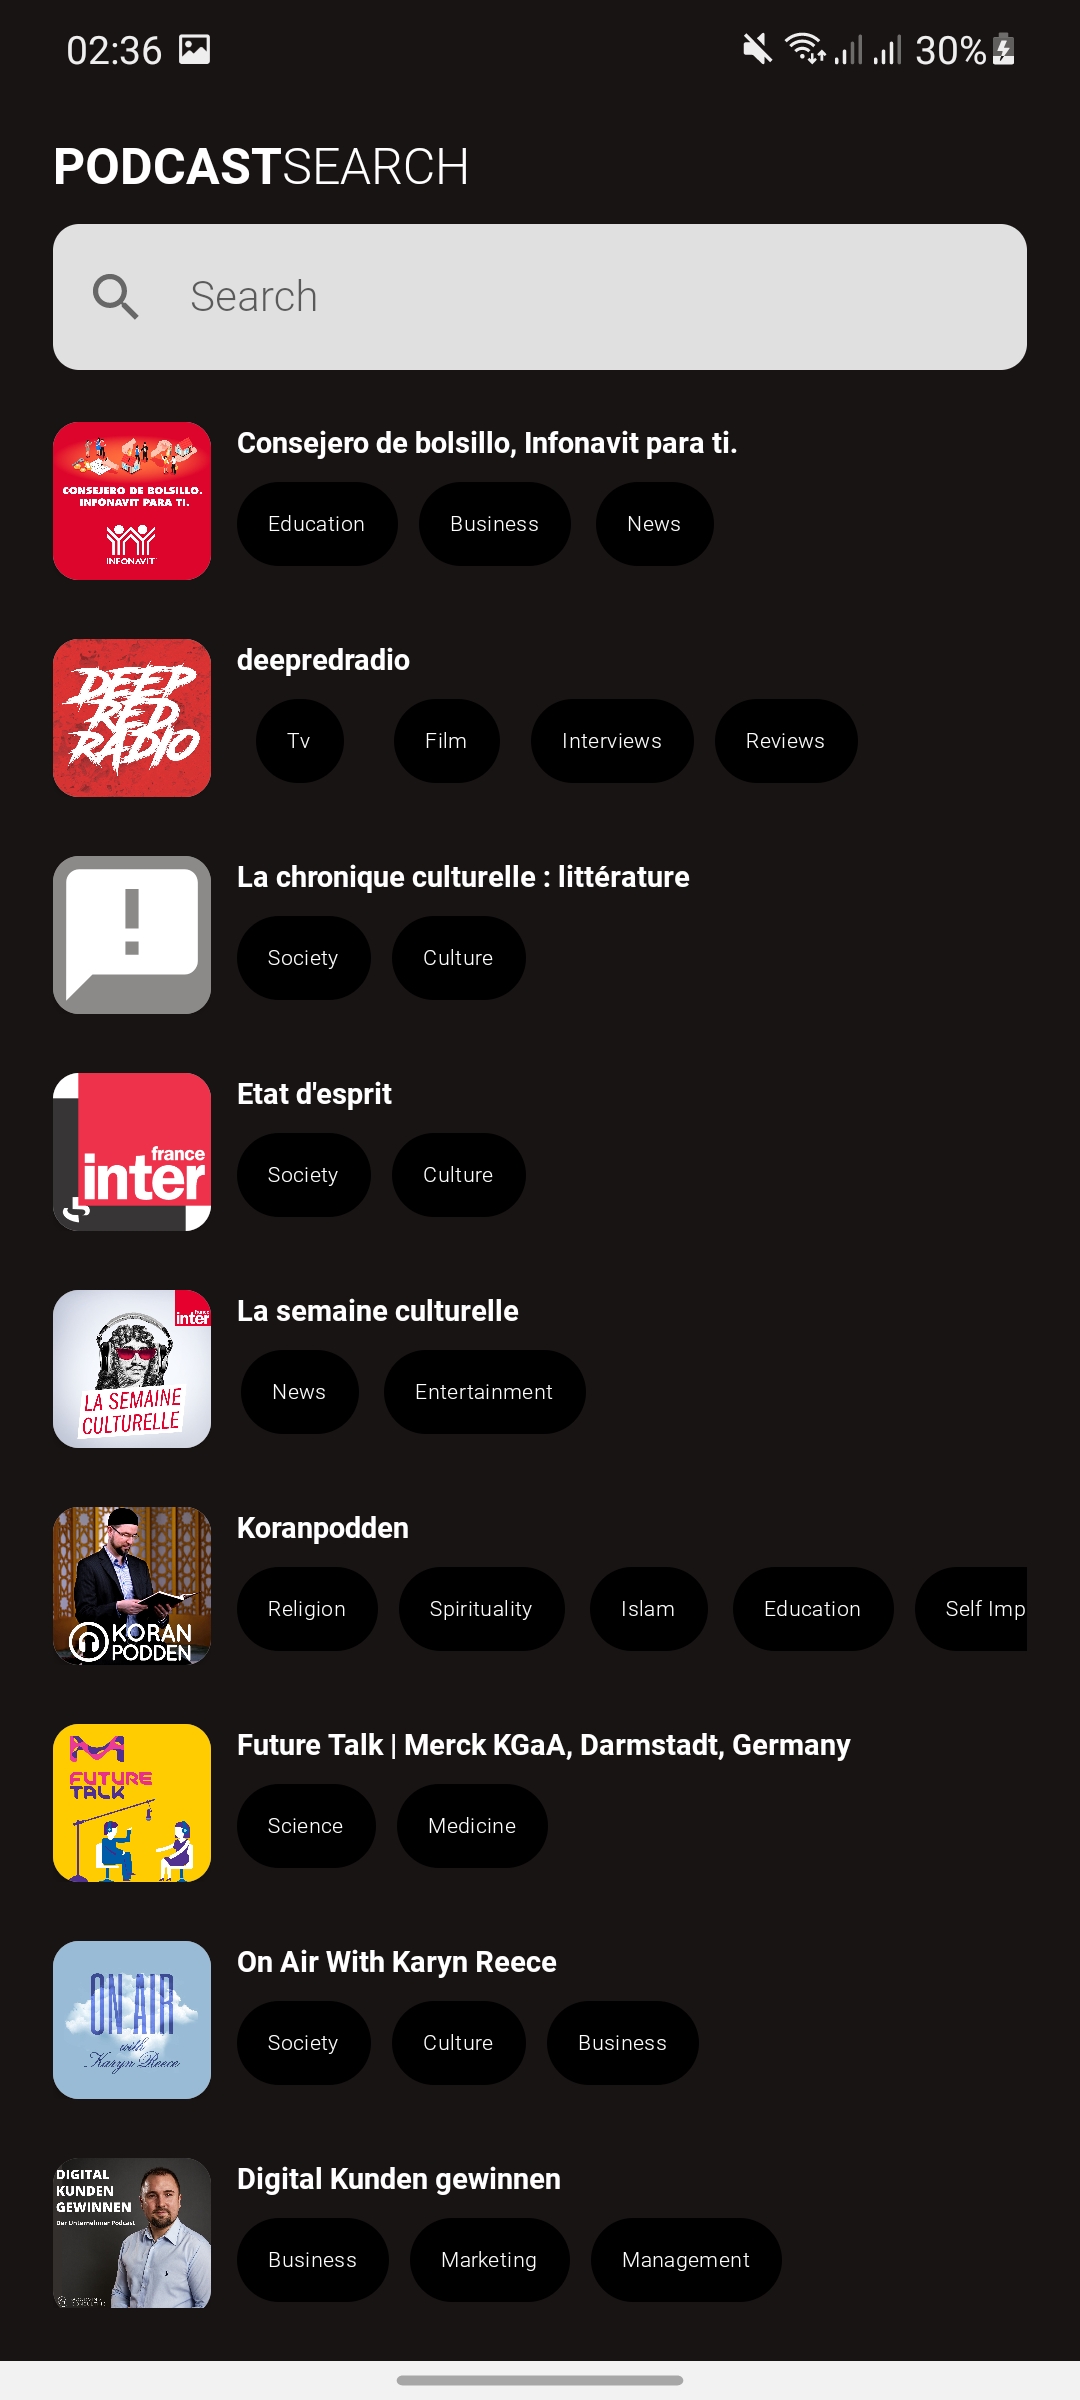 02:36
30%
PODCASTSEARCH
Search
CONSEJERO DE BOLSILLO.
INFONAVIT PARA TI.
INFONAVIT
Consejero de bolsillo, Infonavit para ti.
Education Business News
DEEP
RED
RADIO
deepredradio
Tv Film Interviews Reviews
La chronique culturelle : littérature
Society Culture
france
inter
Etat d'esprit
Society Culture
france
inter
LA SEMAINE
CULTURELLE
La semaine culturelle
News Entertainment
KORAN
PODDEN
Koranpodden
Religion Spirituality Islam Education Self Imp
FUTURE
TALK
Future Talk | Merck KGaA, Darmstadt, Germany
Science Medicine
ON AIR
with
Karyn Reece
On Air With Karyn Reece
Society Culture Business
DIGITAL
KUNDEN
GEWINNEN
Der Unternehmer Podcast
Digital Kunden gewinnen
Business Marketing Management